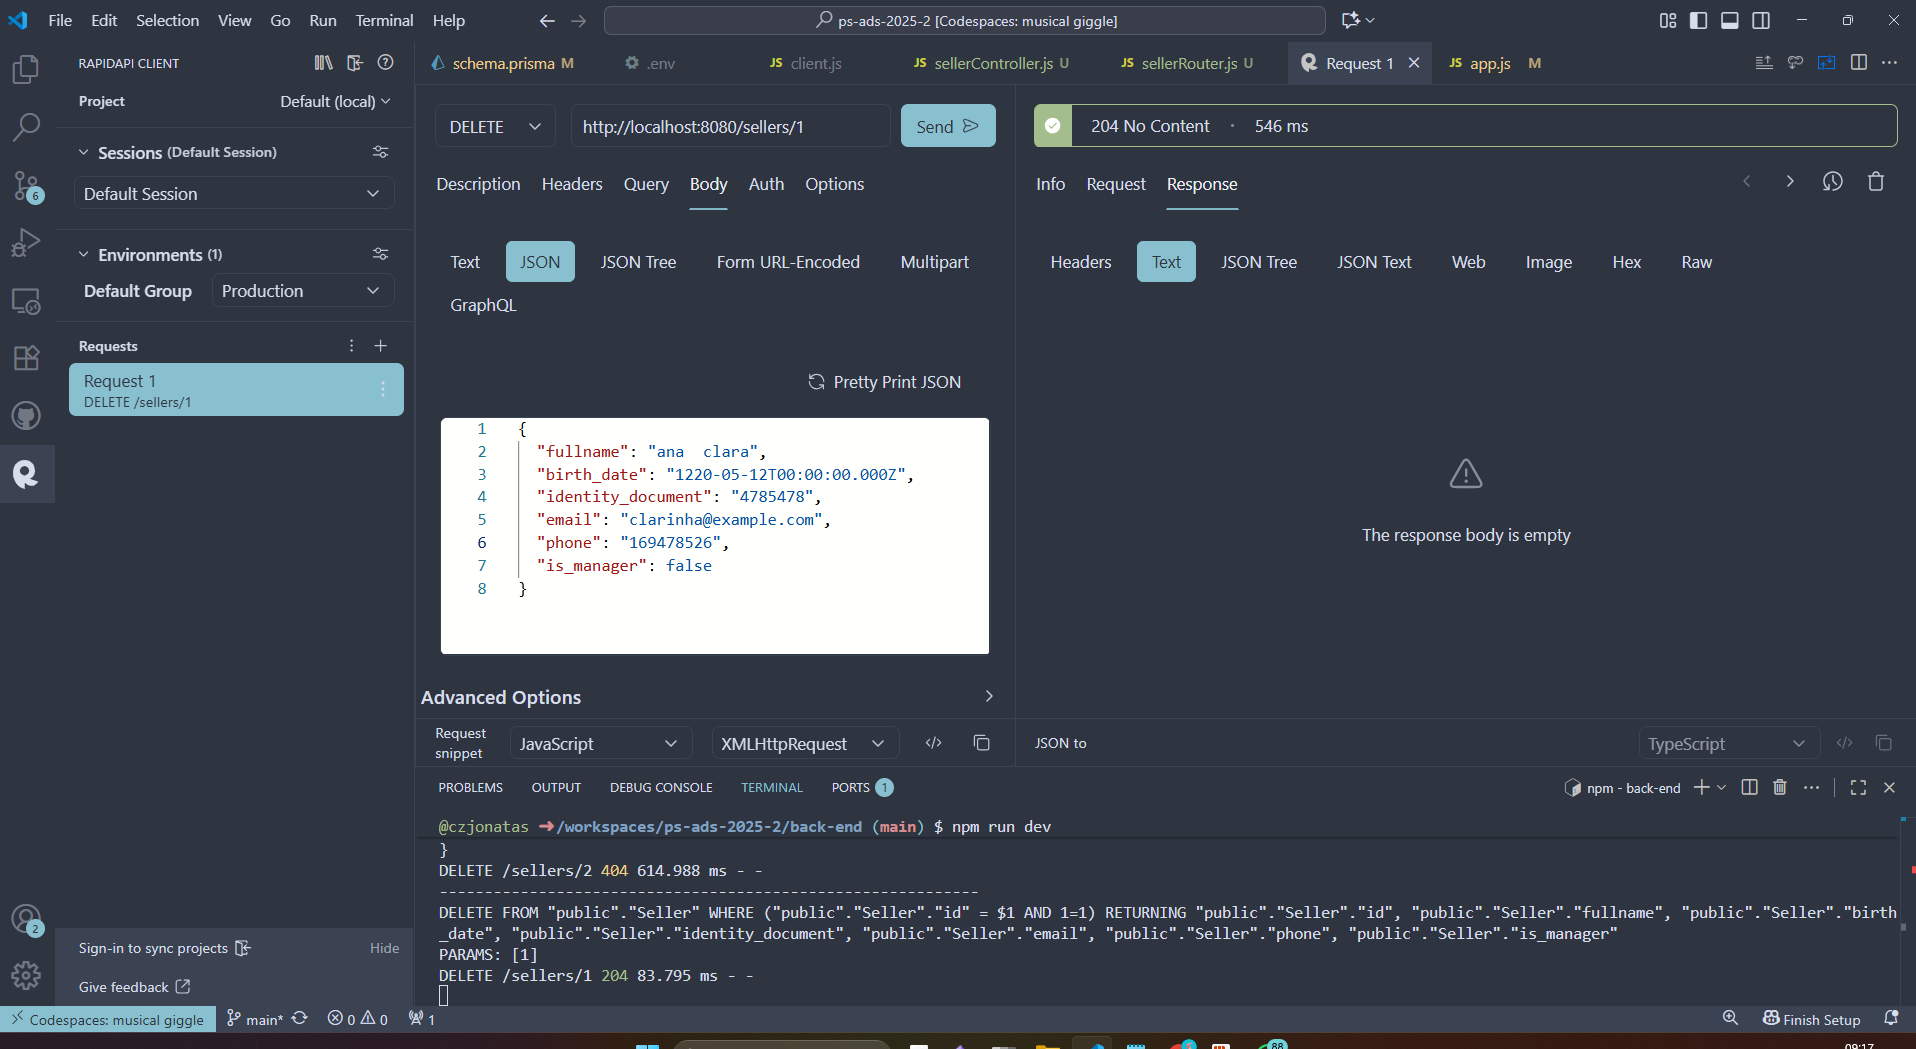 File Edit Selection View Go Run Terminal Help
ps-ads-2025-2 [Codespaces: musical giggle]
RAPIDAPI CLIENT
Project Default (local)
Sessions (Default Session)
Default Session
Environments (1)
Default Group Production
Requests
Request 1
DELETE /sellers/1
Sign-in to sync projects Hide
Give feedback
6
2
schema.prisma M .env JS client.js JS sellerController.js U JS sellerRouter.js U Request 1 JS app.js M
DELETE http://localhost:8080/sellers/1 Send
Description Headers Query Body Auth Options
Text JSON JSON Tree Form URL-Encoded Multipart
GraphQL
Pretty Print JSON
1 {
2 "fullname": "ana  clara",
3 "birth_date": "1220-05-12T00:00:00.000Z",
4 "identity_document": "4785478",
5 "email": "clarinha@example.com",
6 "phone": "169478526",
7 "is_manager": false
8 }
Advanced Options
Request snippet JavaScript XMLHttpRequest
204 No Content · 546 ms
Info Request Response
Headers Text JSON Tree JSON Text Web Image Hex Raw
The response body is empty
JSON to TypeScript
PROBLEMS OUTPUT DEBUG CONSOLE TERMINAL PORTS 1
npm - back-end
@czjonatas ➜ /workspaces/ps-ads-2025-2/back-end (main) $ npm run dev
}
DELETE /sellers/2 404 614.988 ms - -
------------------------------------------------------------
DELETE FROM "public"."Seller" WHERE ("public"."Seller"."id" = $1 AND 1=1) RETURNING "public"."Seller"."id", "public"."Seller"."fullname", "public"."Seller"."birth
_date", "public"."Seller"."identity_document", "public"."Seller"."email", "public"."Seller"."phone", "public"."Seller"."is_manager"
PARAMS: [1]
DELETE /sellers/1 204 83.795 ms - -
Codespaces: musical giggle main* 0 0 1 Finish Setup
88
09:17